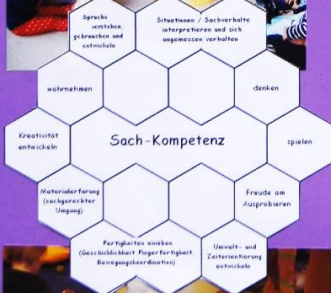 Sprache
verstehen,
gebrauchen und
entwickeln
Situationen / Sachverhalte
interpretieren und sich
angemessen verhalten
wahrnehmen
denken
Kreativität
entwickeln
Sach-Kompetenz
spielen
Materialerfarung
(sachgerechter
Umgang)
Freude am
Ausprobieren
Fertigkeiten einüben
(Geschicklichkeit Fingerfertigkeit
Bewegungskoordination)
Umwelt- und
Zeitorientierung
entwickeln